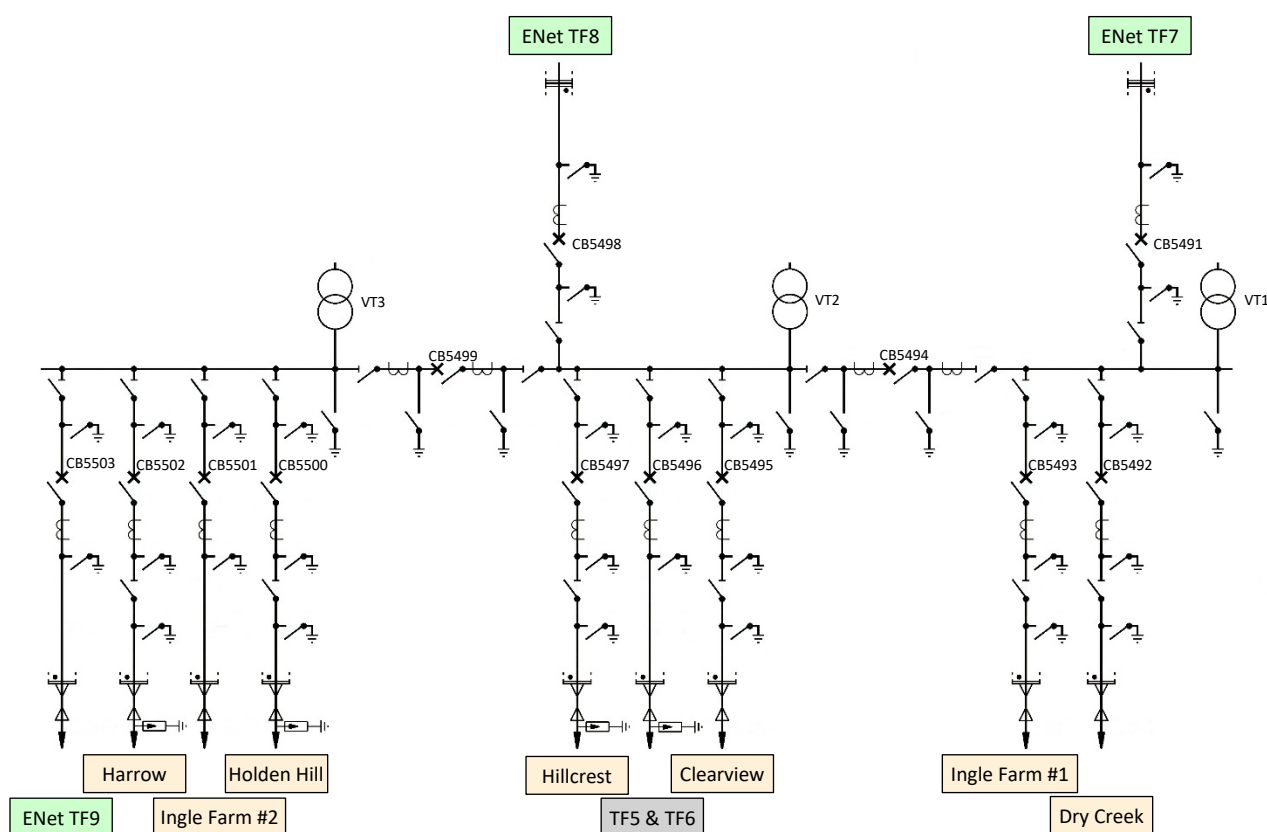 ENet TF8
ENet TF7
CB5498
CB5491
VT3
VT2
VT1
CB5499
CB5494
CB5503
CB5502
CB5501
CB5500
CB5497
CB5496
CB5495
CB5493
CB5492
Harrow
Holden Hill
Hillcrest
Clearview
Ingle Farm #1
ENet TF9
Ingle Farm #2
TF5 & TF6
Dry Creek